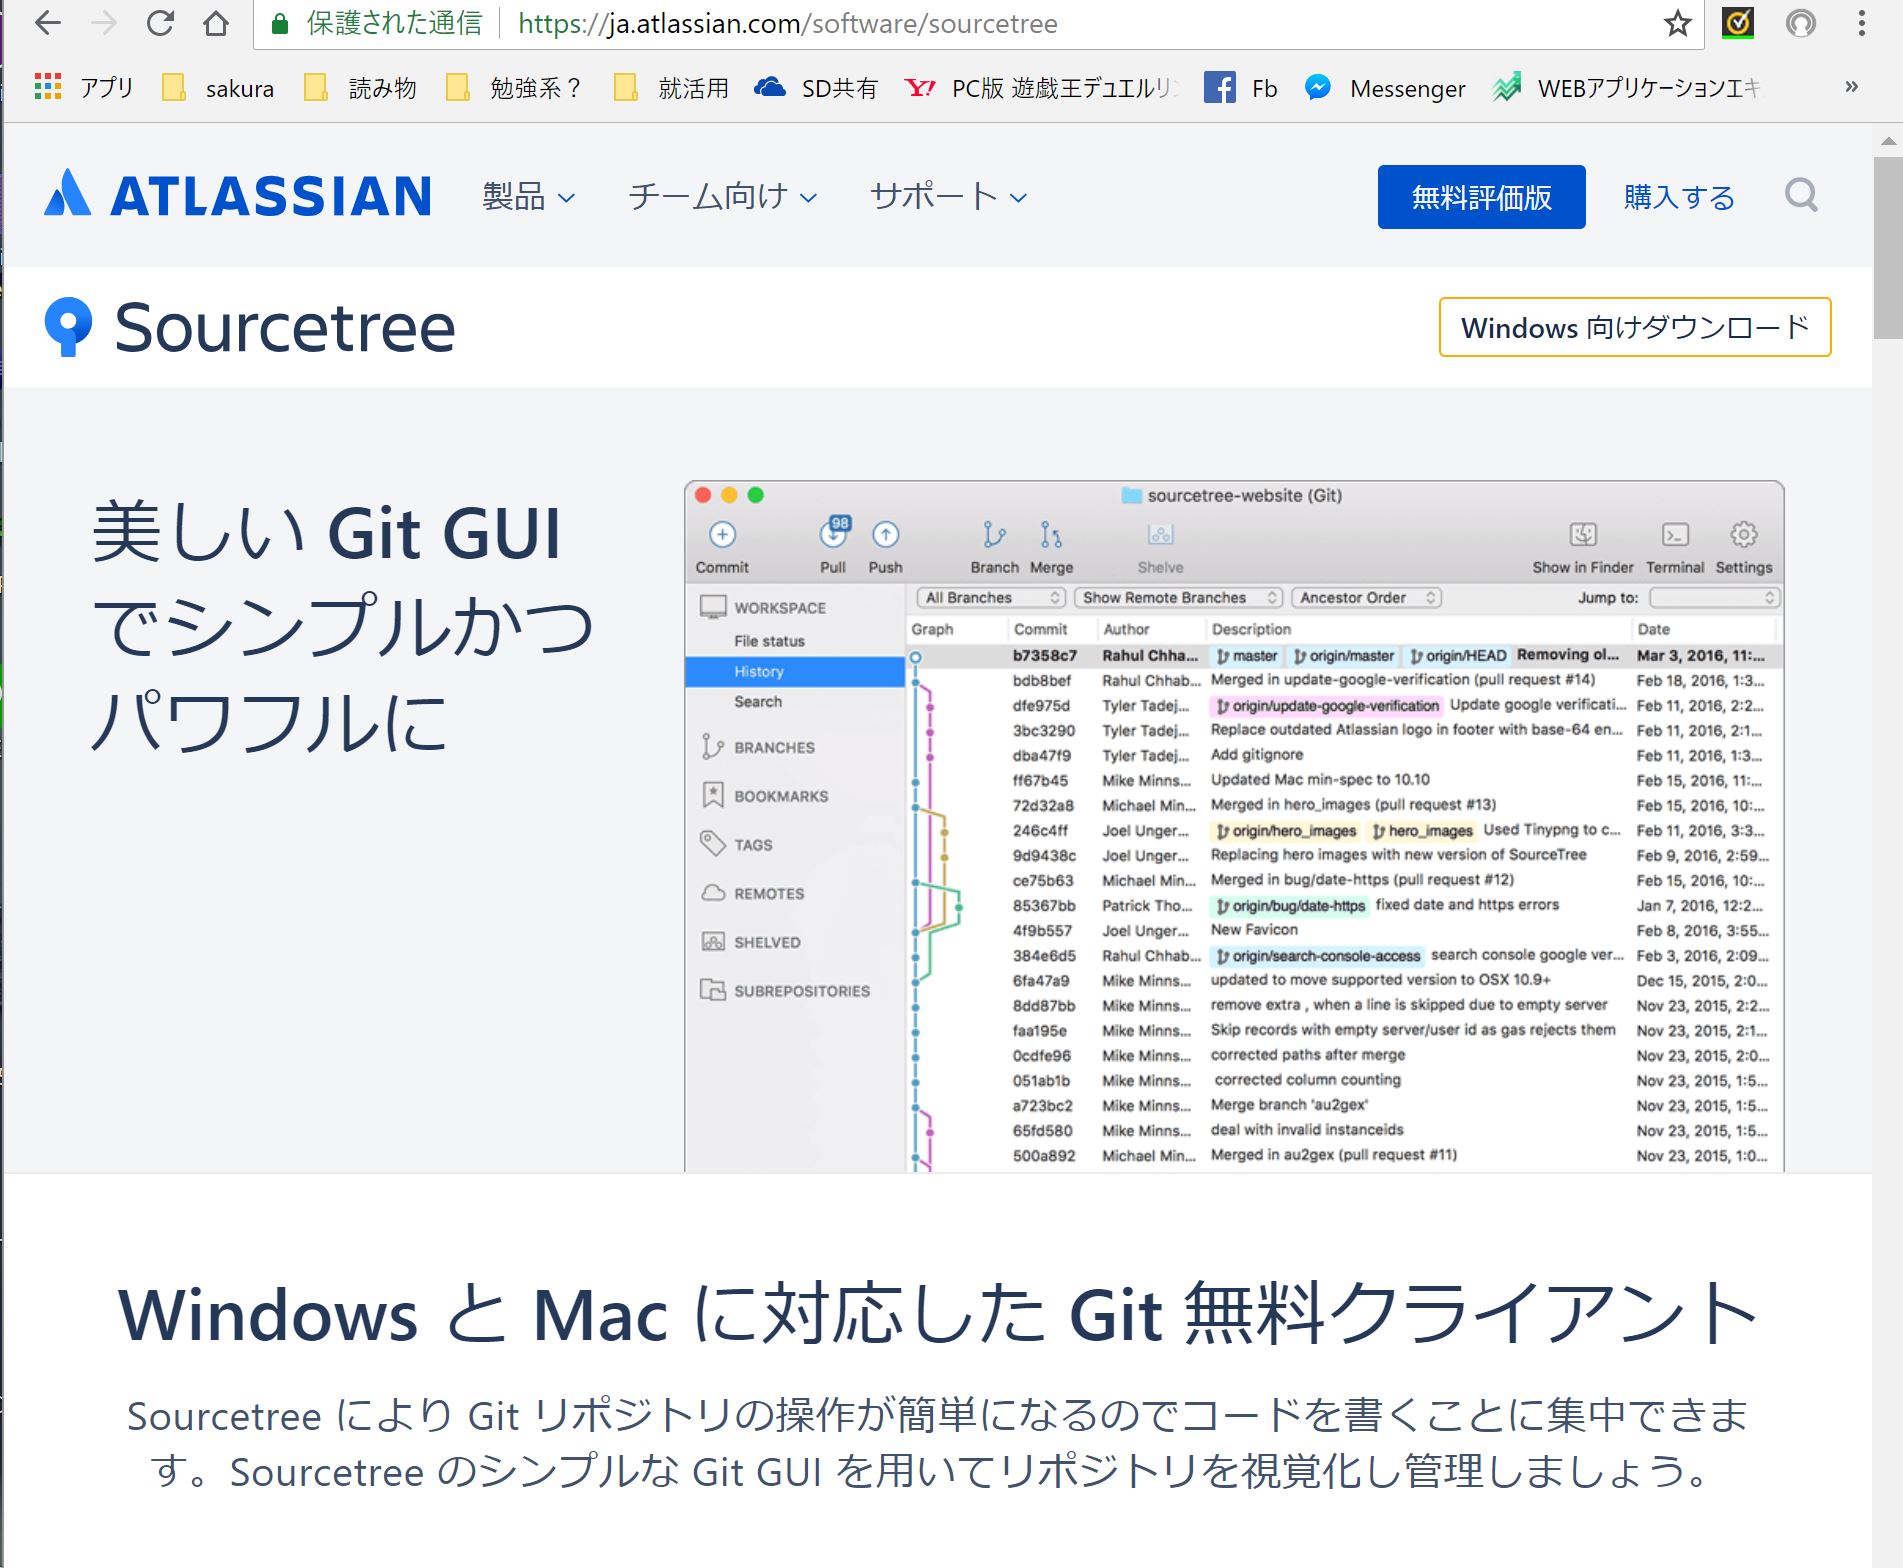 保護された通信 https://ja.atlassian.com/software/sourcetree
アプリ sakura 読み物 勉強系？ 就活用 SD共有 PC版 遊戯王デュエルリン Fb Messenger WEBアプリケーションエキ »
ATLASSIAN 製品 チーム向け サポート 無料評価版 購入する
Sourcetree Windows 向けダウンロード
美しい Git GUI
でシンプルかつ
パワフルに
sourcetree-website (Git)
98
Commit Pull Push Branch Merge Shelve Show in Finder Terminal Settings
All Branches Show Remote Branches Ancestor Order Jump to:
WORKSPACE
File status
History
Search
BRANCHES
BOOKMARKS
TAGS
REMOTES
SHELVED
SUBREPOSITORIES
Graph Commit Author Description Date
b7358c7 Rahul Chha... master origin/master origin/HEAD Removing ol... Mar 3, 2016, 11:...
bdb8bef Rahul Chhab... Merged in update-google-verification (pull request #14) Feb 18, 2016, 1:3...
dfe975d Tyler Tadej... origin/update-google-verification Update google verificati... Feb 11, 2016, 2:2...
3bc3290 Tyler Tadej... Replace outdated Atlassian logo in footer with base-64 en... Feb 11, 2016, 2:1...
dba47f9 Tyler Tadej... Add gitignore Feb 11, 2016, 1:3...
ff67b45 Mike Minns... Updated Mac min-spec to 10.10 Feb 15, 2016, 11:...
72d32a8 Michael Min... Merged in hero_images (pull request #13) Feb 15, 2016, 10:...
246c4ff Joel Unger... origin/hero_images hero_images Used Tinypng to c... Feb 11, 2016, 3:3...
9d9438c Joel Unger... Replacing hero images with new version of SourceTree Feb 9, 2016, 2:59...
ce75b63 Michael Min... Merged in bug/date-https (pull request #12) Feb 15, 2016, 10:...
85367bb Patrick Tho... origin/bug/date-https fixed date and https errors Jan 7, 2016, 12:2...
4f9b557 Joel Unger... New Favicon Feb 8, 2016, 3:55...
384e6d5 Rahul Chhab... origin/search-console-access search console google ver... Feb 3, 2016, 2:09...
6fa47a9 Mike Minns... updated to move supported version to OSX 10.9+ Dec 15, 2015, 2:0...
8dd87bb Mike Minns... remove extra , when a line is skipped due to empty server Nov 23, 2015, 2:2...
faa195e Mike Minns... Skip records with empty server/user id as gas rejects them Nov 23, 2015, 2:1...
0cdfe96 Mike Minns... corrected paths after merge Nov 23, 2015, 2:0...
051ab1b Mike Minns... corrected column counting Nov 23, 2015, 1:5...
a723bc2 Mike Minns... Merge branch 'au2gex' Nov 23, 2015, 1:5...
65fd580 Mike Minns... deal with invalid instanceids Nov 23, 2015, 1:5...
500a892 Michael Min... Merged in au2gex (pull request #11) Nov 23, 2015, 1:0...
Windows と Mac に対応した Git 無料クライアント
Sourcetree により Git リポジトリの操作が簡単になるのでコードを書くことに集中できま
す。Sourcetree のシンプルな Git GUI を用いてリポジトリを視覚化し管理しましょう。